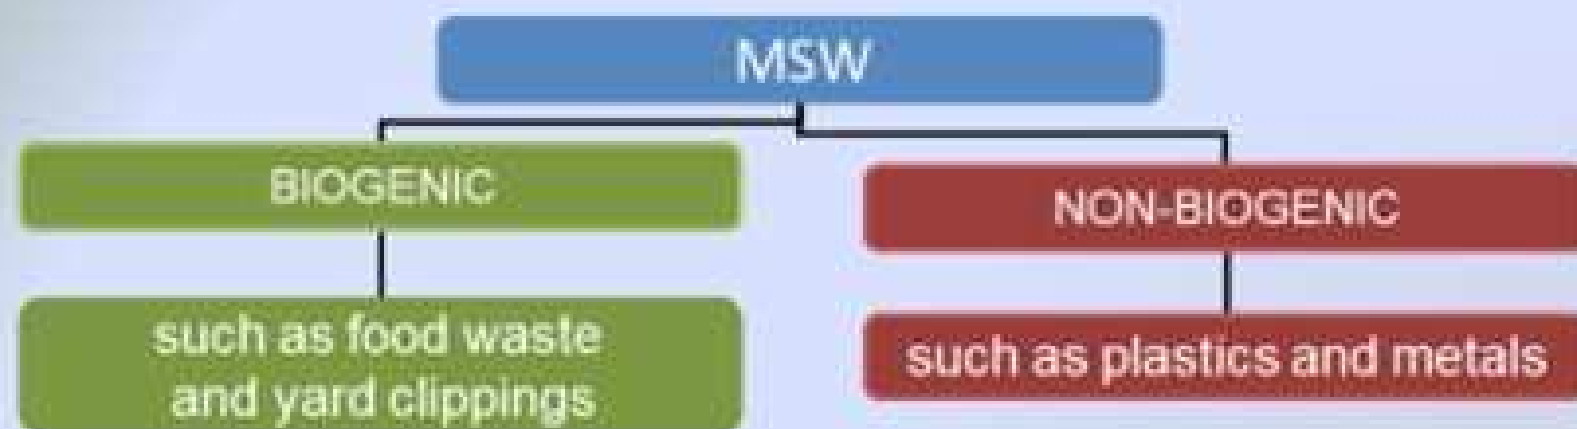 MSW
BIOGENIC
NON-BIOGENIC
such as food waste
and yard clippings
such as plastics and metals